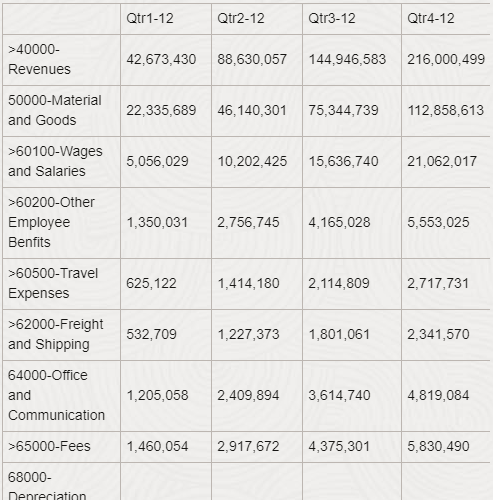 Qtr1-12 Qtr2-12 Qtr3-12 Qtr4-12
>40000-
Revenues 42,673,430 88,630,057 144,946,583 216,000,499
50000-Material
and Goods 22,335,689 46,140,301 75,344,739 112,858,613
>60100-Wages
and Salaries 5,056,029 10,202,425 15,636,740 21,062,017
>60200-Other
Employee 1,350,031 2,756,745 4,165,028 5,553,025
Benfits
>60500-Travel
Expenses 625,122 1,414,180 2,114,809 2,717,731
>62000-Freight
and Shipping 532,709 1,227,373 1,801,061 2,341,570
64000-Office
and 1,205,058 2,409,894 3,614,740 4,819,084
Communication
>65000-Fees 1,460,054 2,917,672 4,375,301 5,830,490
68000-
Depreciation